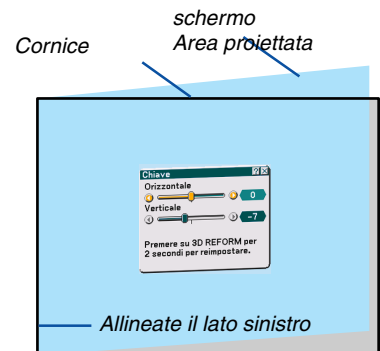 schermo
Cornice
Area proiettata
Chiave
Orizzontale
0
Verticale
-7
Premere su 3D REFORM per
2 secondi per reimpostare.
Allineate il lato sinistro